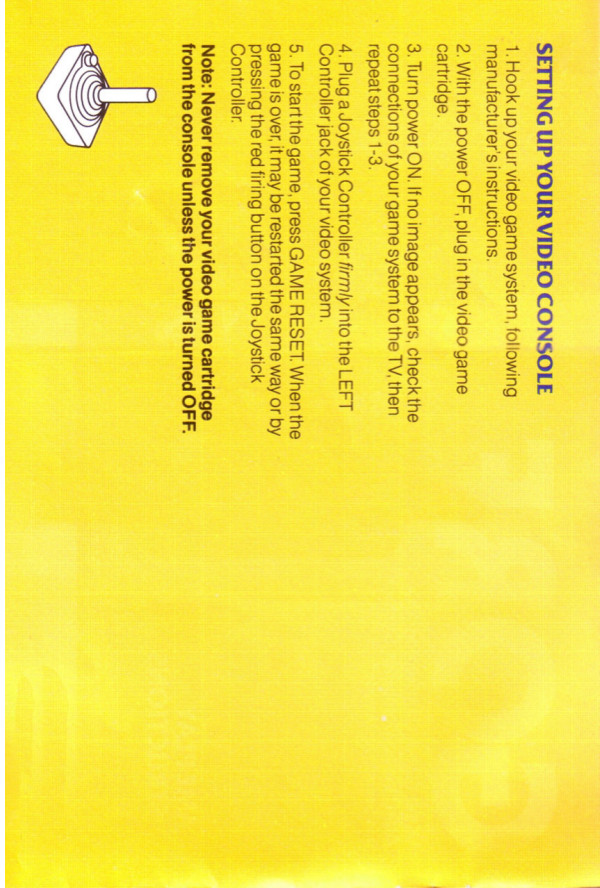 SETTING UP YOUR VIDEO CONSOLE
1. Hook up your video game system, following
manufacturer's instructions.
2. With the power OFF, plug in the video game
cartridge.
3. Turn power ON. If no image appears, check the
connections of your game system to the TV, then
repeat steps 1-3.
4. Plug a Joystick Controller firmly into the LEFT
Controller jack of your video system.
5. To start the game, press GAME RESET. When the
game is over, it may be restarted the same way or by
pressing the red firing button on the Joystick
Controller.
Note: Never remove your video game cartridge
from the console unless the power is turned OFF.